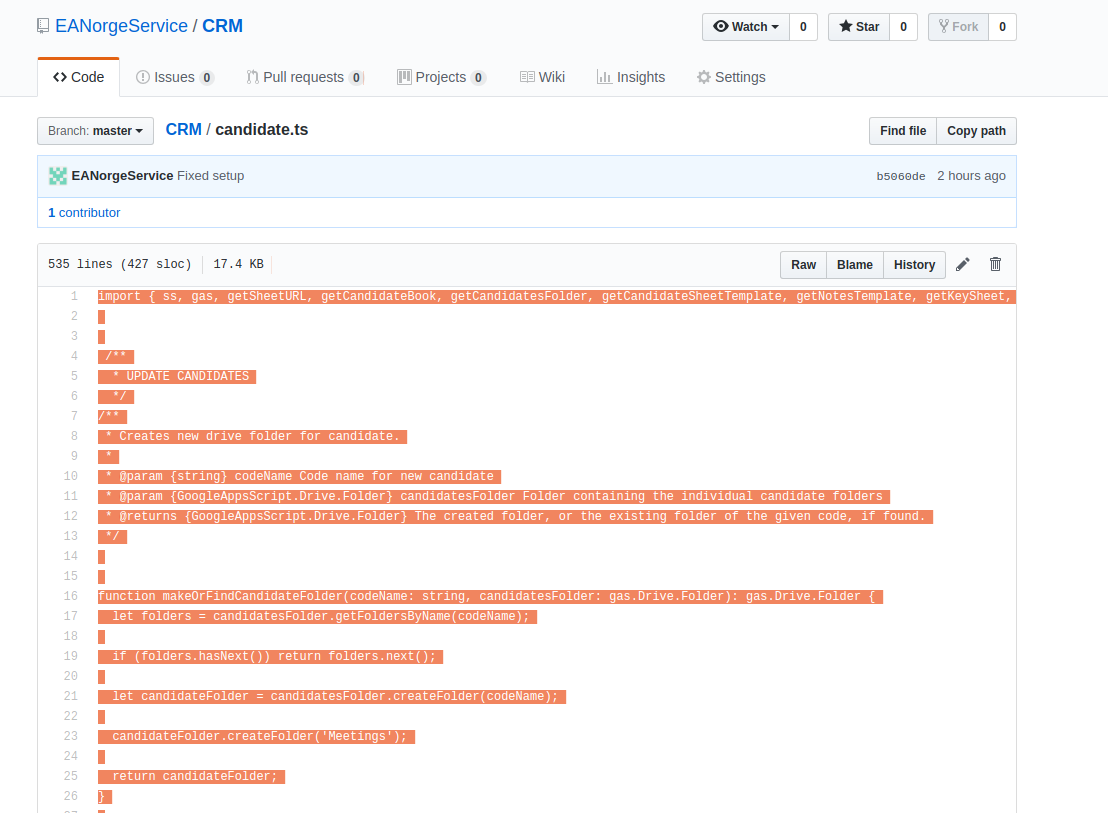 EANorgeService / CRM
Watch 0 Star 0 Fork 0
Code Issues 0 Pull requests 0 Projects 0 Wiki Insights Settings
Branch: master CRM / candidate.ts Find file Copy path
EANorgeService Fixed setup b5060de 2 hours ago
1 contributor
535 lines (427 sloc) 17.4 KB Raw Blame History
1 import { ss, gas, getSheetURL, getCandidateBook, getCandidatesFolder, getCandidateSheetTemplate, getNotesTemplate, getKeySheet,
2
3
4 /**
5 * UPDATE CANDIDATES
6 */
7 /**
8 * Creates new drive folder for candidate.
9 *
10 * @param {string} codeName Code name for new candidate
11 * @param {GoogleAppsScript.Drive.Folder} candidatesFolder Folder containing the individual candidate folders
12 * @returns {GoogleAppsScript.Drive.Folder} The created folder, or the existing folder of the given code, if found.
13 */
14
15
16 function makeOrFindCandidateFolder(codeName: string, candidatesFolder: gas.Drive.Folder): gas.Drive.Folder {
17 let folders = candidatesFolder.getFoldersByName(codeName);
18
19 if (folders.hasNext()) return folders.next();
20
21 let candidateFolder = candidatesFolder.createFolder(codeName);
22
23 candidateFolder.createFolder('Meetings');
24
25 return candidateFolder;
26 }
27